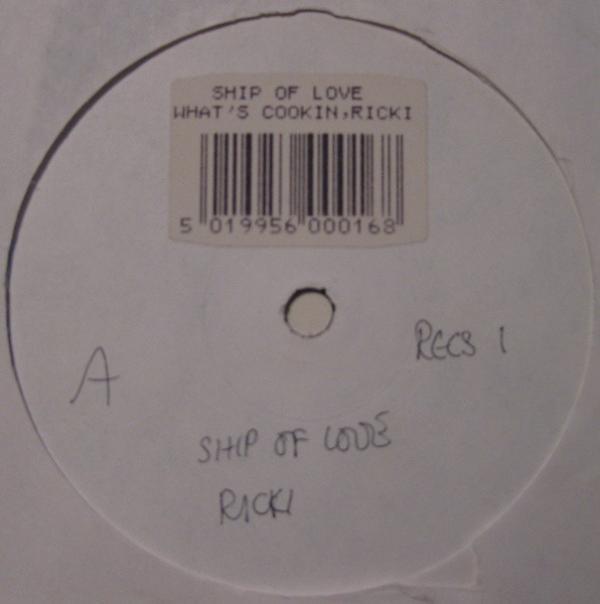 SHIP OF LOVE
WHAT'S COOKIN,RICKI
5 019956 000168
A
RECS 1
SHIP OF LOVE
RICKI